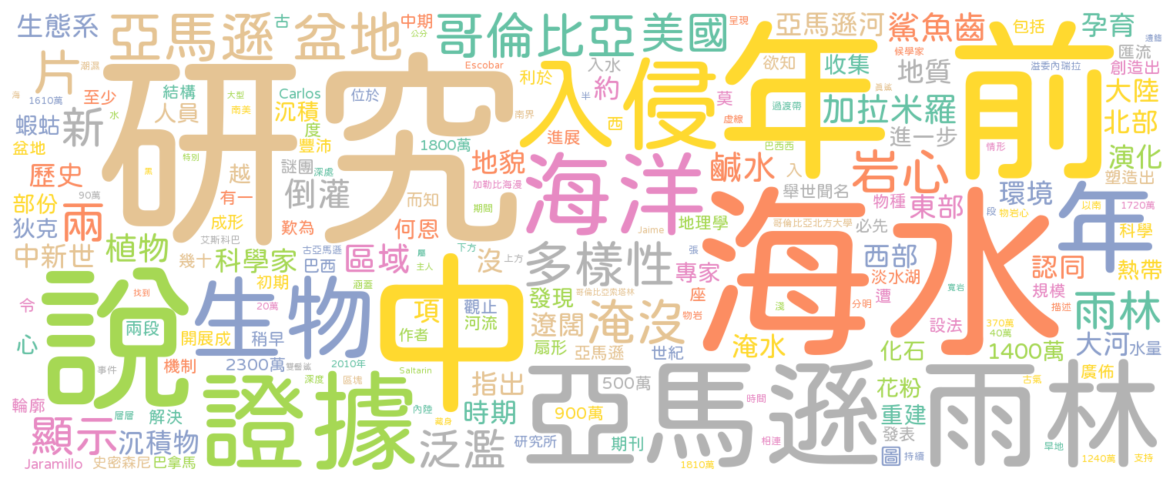 生態系
亞馬遜 盆地
古
中期
公分
哥倫比亞
美國
呈現
亞馬遜河
鯊魚齒
包括
孕育
邊緣
匯流
片
1610萬
至少
結構
Carlos
位於
Escobar
入水
利於
約
欲知
收集
候學家
地質
溢委內瑞拉
創造出
研究
入侵
年
前
蝦蛄
新
人員
沉積
度
豐沛
南美
大型
1800萬
半
南界
西
莫
過渡帶
虛線
加拉米羅
大陸
北部
盆地
水
特別
謎團
深處
進展
巴西西
進一步
情形
演化
歷史
90萬
越
倒灌
而知
地貌
加勒比海漫
海洋
鹹水
岩心
入
舉世聞名
塑造出
部份
兩
有一
成形
歎為
期間
何恩
物種
東部
環境
段
以南
1720萬
狄克
植物
艾斯科巴
Jaime
地理學
哥倫比亞北方大學
必先
物岩心
科學
中新世
幾十
科學家
古亞馬遜
巴西
區域
沒
上方
下方
多樣性
專家
張
西部
認同
熱帶
令
說
找到
初期
主人
涵蓋
中
項
發現
哥倫比亞索塔林
座
淡水湖
遭
寬岩
規模
描述
生物
20萬
觀止
河流
遼闊
淹沒
物岩
海水
淺
分明
設法
370萬
40萬
雨林
心
兩段
開展成
稍早
作者
扇形
亞馬遜
世紀
淹水
化石
1400萬
大河
水量
機制
2300萬
2010年
Saltarin
事件
深度
區塊
指出
500萬
花粉
古氣
廣佈
輪廓
層層
解決
證據
內陸
時期
900萬
亞馬遜雨林
時間
重建
發表
顯示
沉積物
泛濫
研究所
期刊
相連
圖
持續
旱地
Jaramillo
史密森尼
巴拿馬
1810萬
1240萬
支持